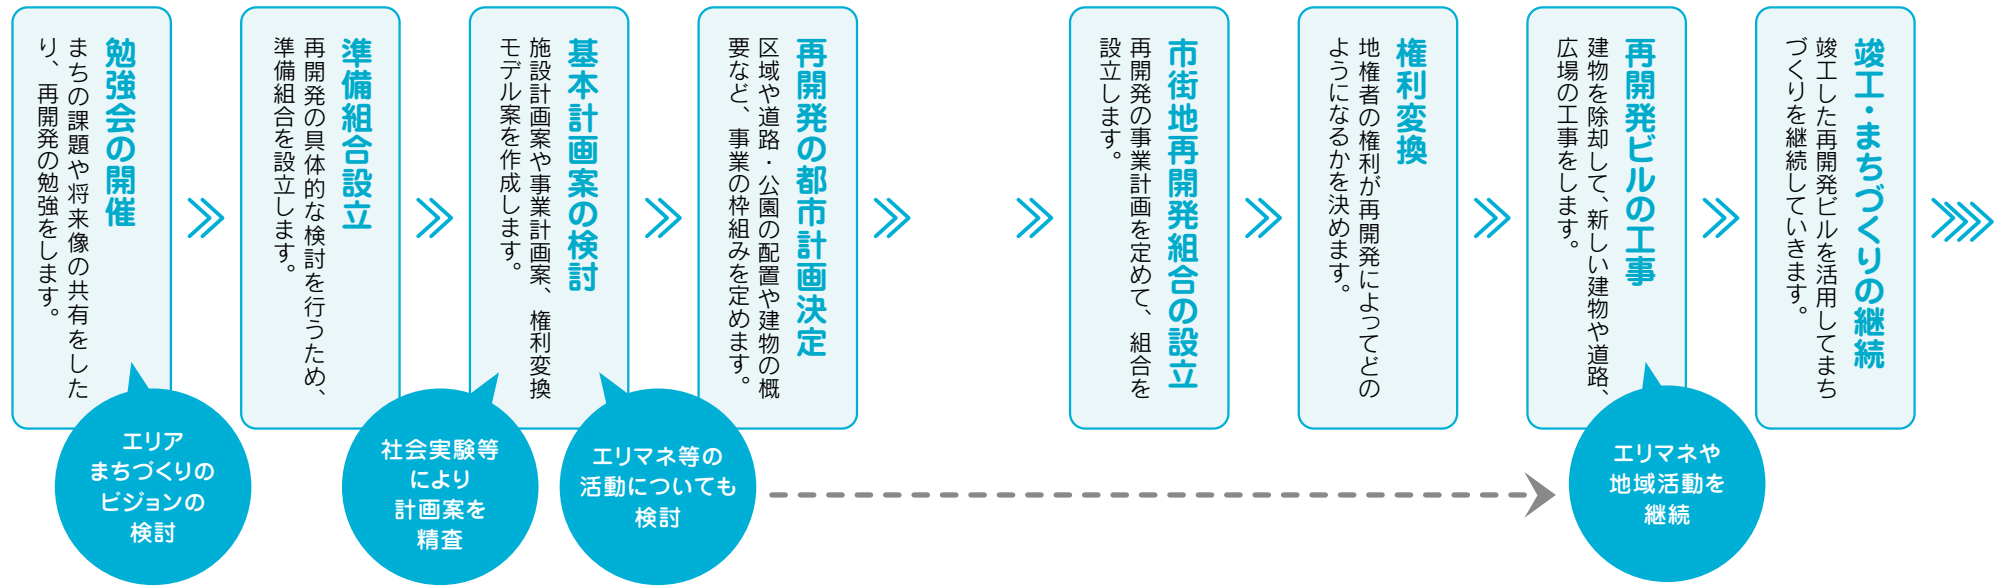 勉強会の開催
まちの課題や将来像の共有をした
り、再開発の勉強をします。
準備組合設立
再開発の具体的な検討を行うため、
準備組合を設立します。
基本計画案の検討
施設計画案や事業計画案、権利変換
モデル案を作成します。
再開発の都市計画決定
区域や道路・公園の配置や建物の概
要など、事業の枠組みを定めます。
市街地再開発組合の設立
再開発の事業計画を定めて、組合を
設立します。
権利変換
地権者の権利が再開発によってどの
ようになるかを決めます。
再開発ビルの工事
建物を除却して、新しい建物や道路、
広場の工事をします。
竣工・まちづくりの継続
竣工した再開発ビルを活用してまち
づくりを継続していきます。
エリア
まちづくりの
ビジョンの
検討
社会実験等
により
計画案を
精査
エリマネ等の
活動についても
検討
エリマネや
地域活動を
継続